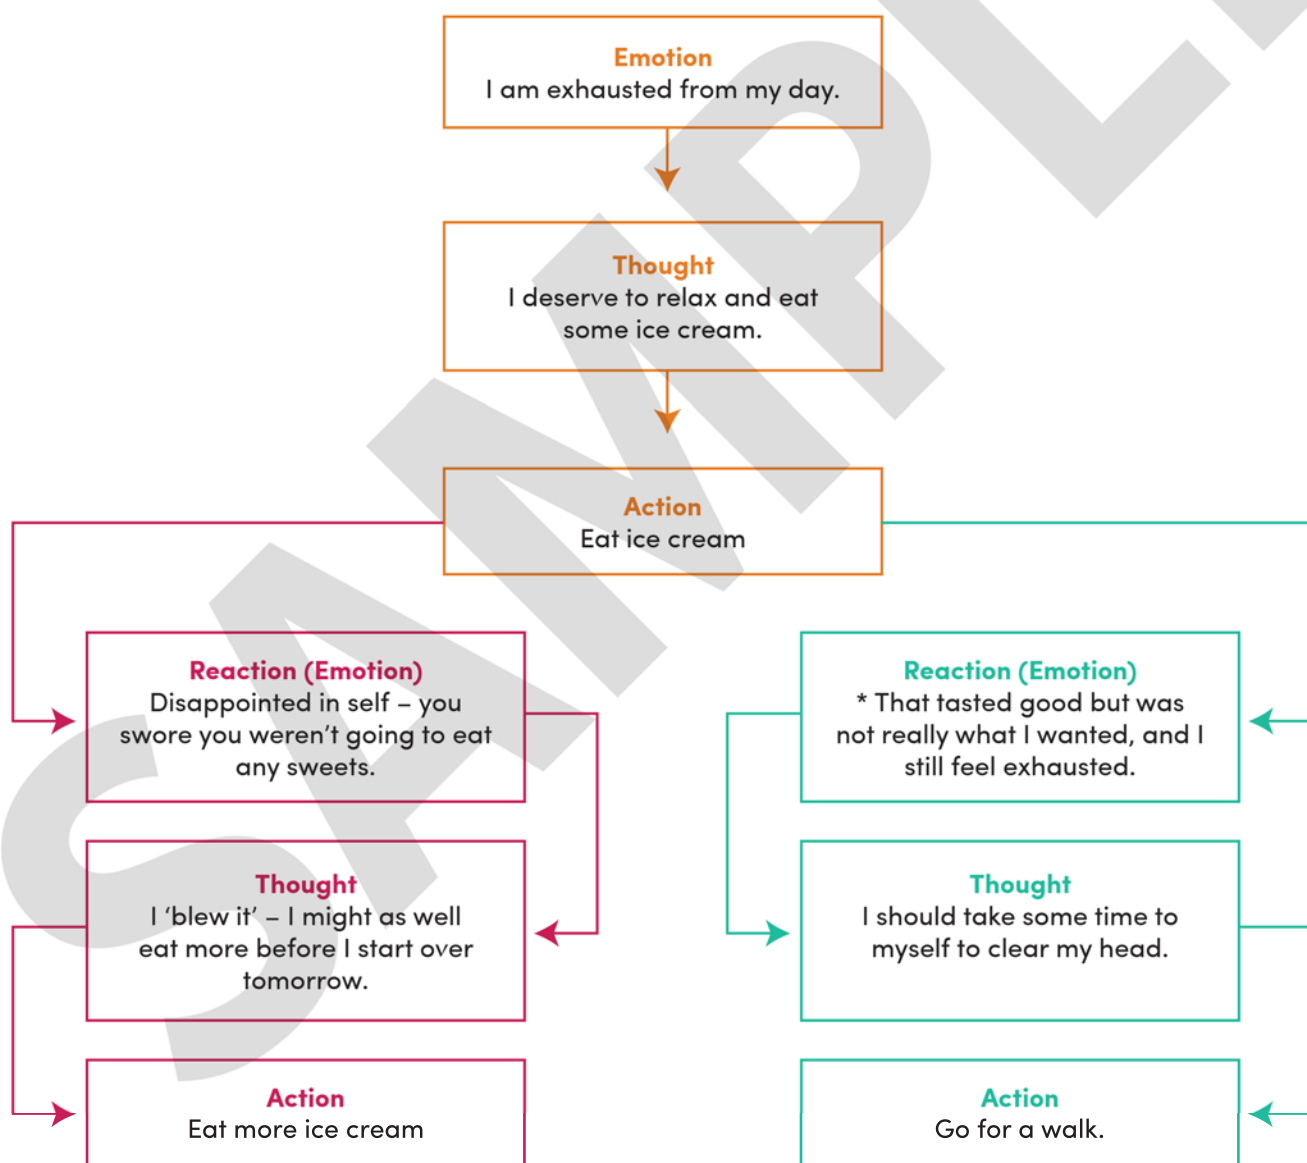 Emotion
I am exhausted from my day.
Thought
I deserve to relax and eat
some ice cream.
Action
Eat ice cream
Reaction (Emotion)
Disappointed in self – you
swore you weren't going to eat
any sweets.
Thought
I 'blew it' – I might as well
eat more before I start over
tomorrow.
Action
Eat more ice cream
Reaction (Emotion)
* That tasted good but was
not really what I wanted, and I
still feel exhausted.
Thought
I should take some time to
myself to clear my head.
Action
Go for a walk.
SAMPL